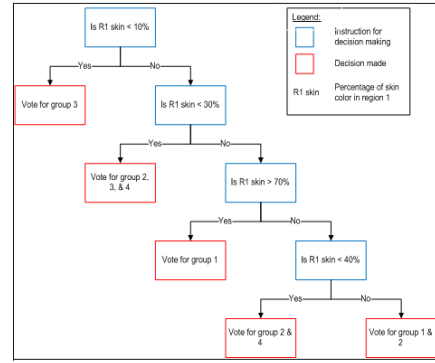 Legend:
Instruction for
decision making
Decision made
R1 skin
Percentage of skin
color in region 1
Is R1 skin < 10%
Yes
No
Vote for group 3
Is R1 skin < 30%
Yes
No
Vote for group 2,
3, & 4
Is R1 skin > 70%
Yes
No
Vote for group 1
Is R1 skin < 40%
Yes
No
Vote for group 2 &
4
Vote for group 1 &
2